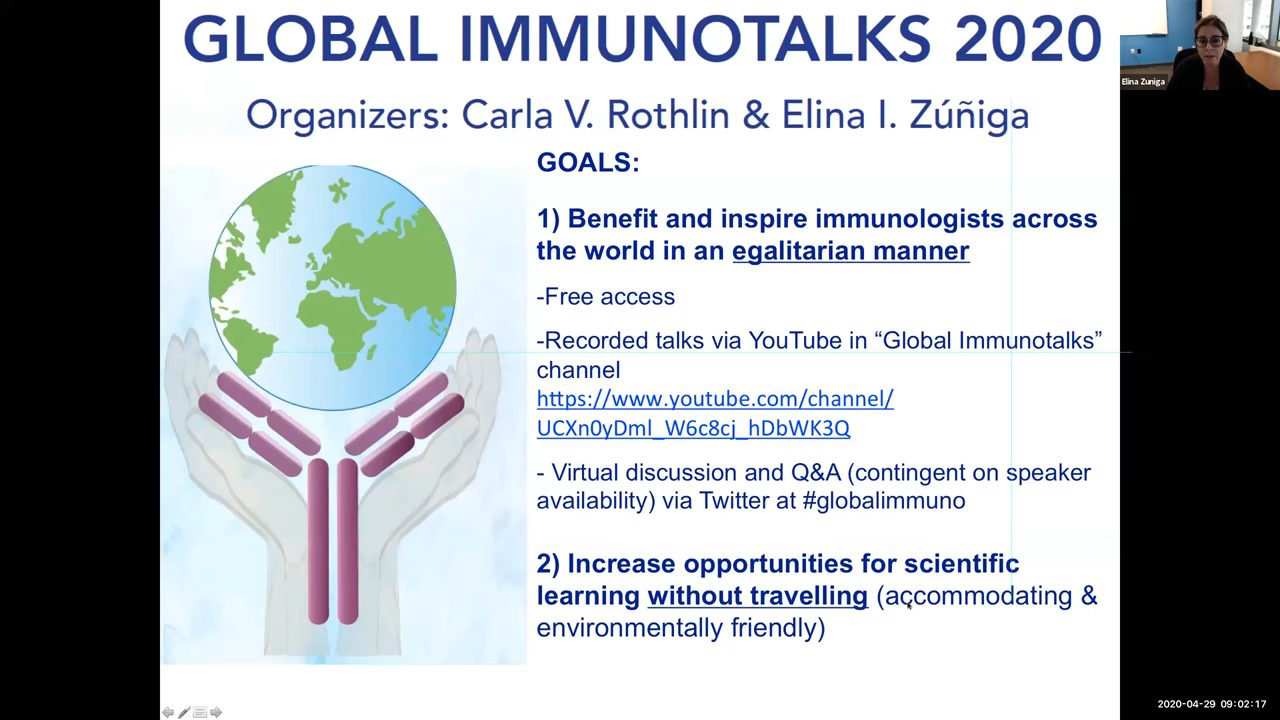 GLOBAL IMMUNOTALKS 2020
Organizers: Carla V. Rothlin & Elina I. Zúñiga
Elina Zuniga
GOALS:
1) Benefit and inspire immunologists across
the world in an egalitarian manner
-Free access
-Recorded talks via YouTube in “Global Immunotalks”
channel
https://www.youtube.com/channel/
UCXn0yDml_W6c8cj_hDbWK3Q
- Virtual discussion and Q&A (contingent on speaker
availability) via Twitter at #globalimmuno
2) Increase opportunities for scientific
learning without travelling (accommodating &
environmentally friendly)
2020-04-29 09:02:17